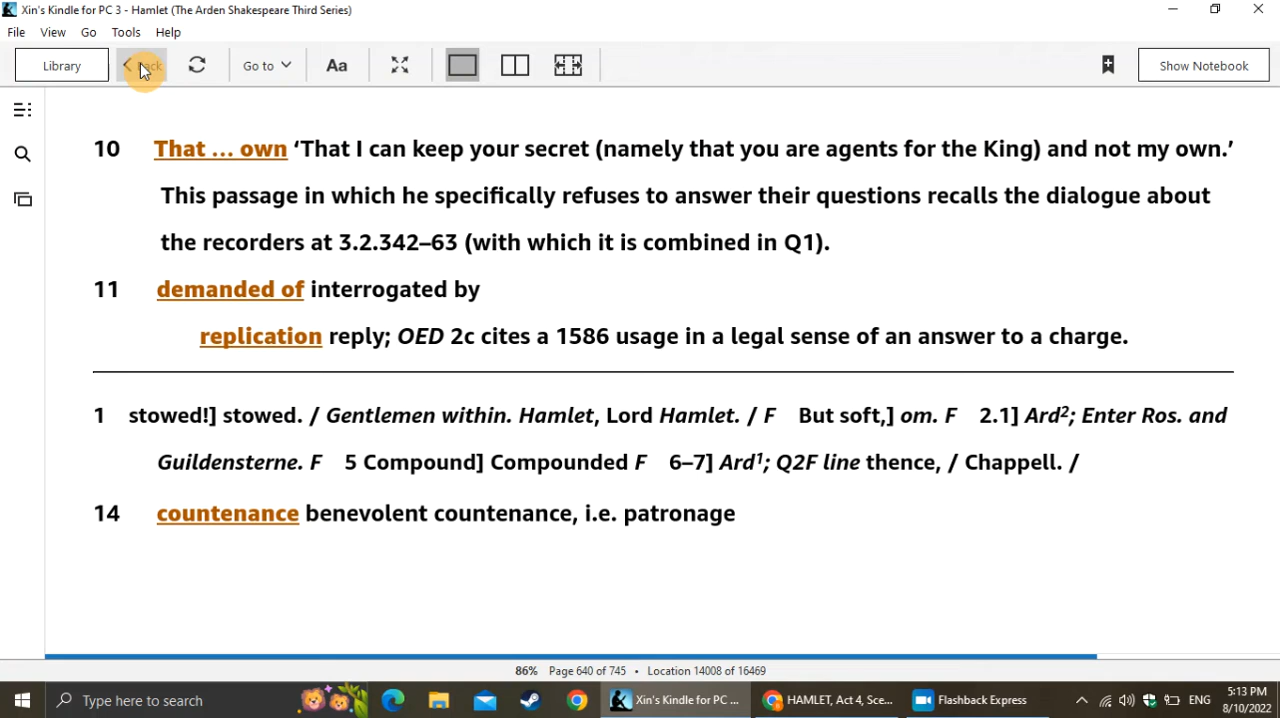 Xin's Kindle for PC 3 - Hamlet (The Arden Shakespeare Third Series)
File View Go Tools Help
Library Back Go to Aa Show Notebook
10 That ... own ‘That I can keep your secret (namely that you are agents for the King) and not my own.’
This passage in which he specifically refuses to answer their questions recalls the dialogue about
the recorders at 3.2.342–63 (with which it is combined in Q1).
11 demanded of interrogated by
replication reply; OED 2c cites a 1586 usage in a legal sense of an answer to a charge.
1 stowed!] stowed. / Gentlemen within. Hamlet, Lord Hamlet. / F But soft,] om. F 2.1] Ard²; Enter Ros. and
Guildensterne. F 5 Compound] Compounded F 6–7] Ard¹; Q2F line thence, / Chappell. /
14 countenance benevolent countenance, i.e. patronage
86% Page 640 of 745 • Location 14008 of 16469
Type here to search Xin's Kindle for PC ... HAMLET, Act 4, Sce... Flashback Express ENG 5:13 PM
8/10/2022